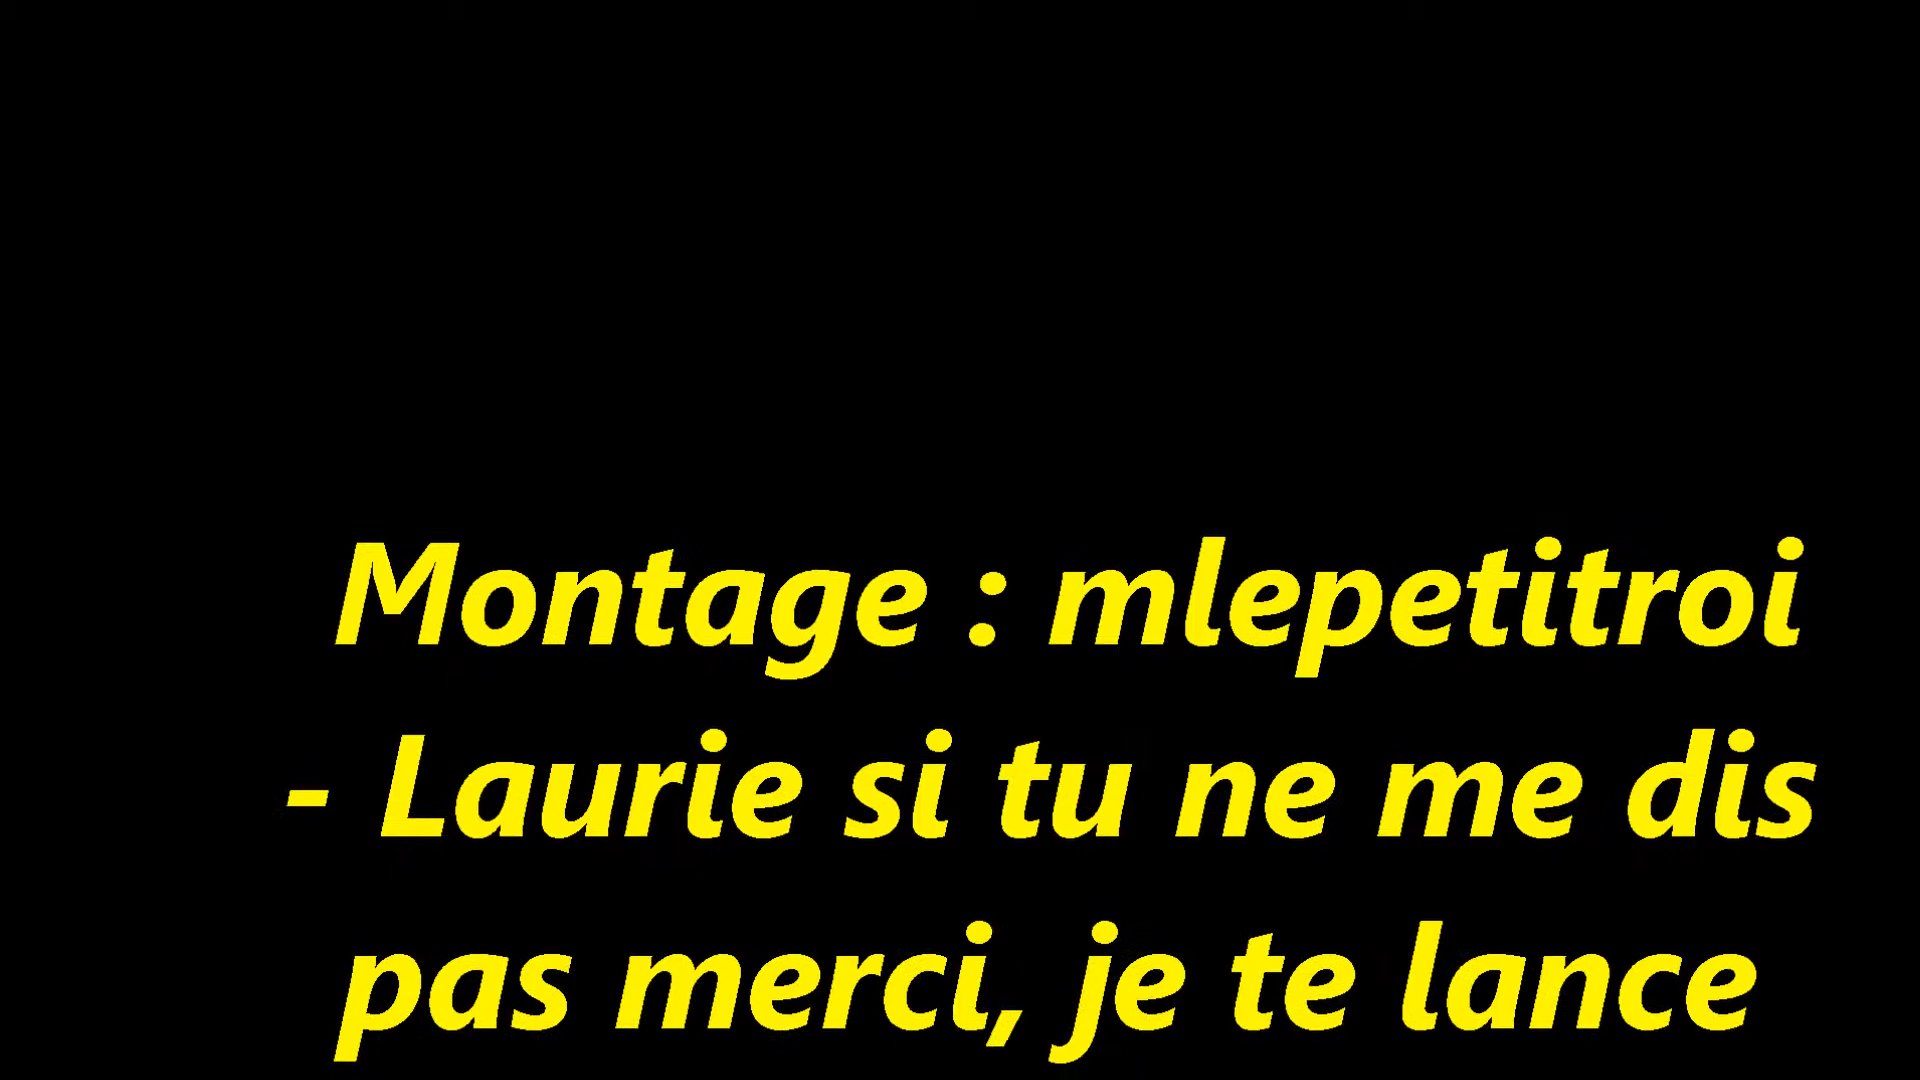 Montage : mlepetitroi
- Laurie si tu ne me dis
pas merci, je te lance